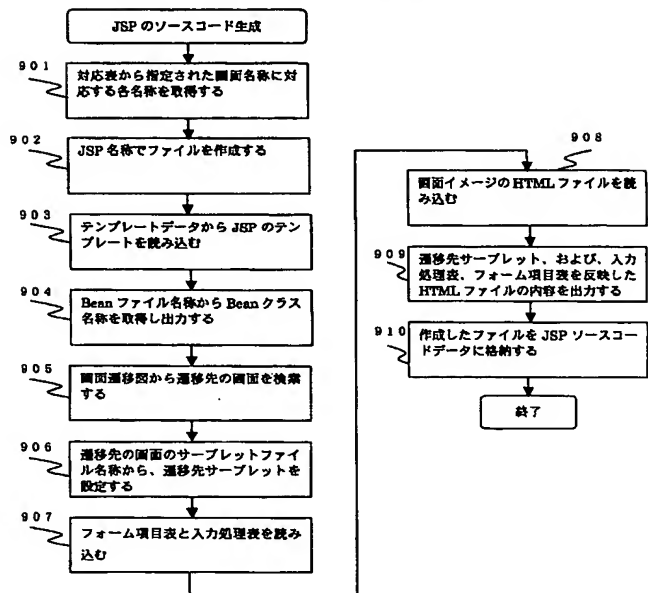 JSP のソースコード生成
901
対応表から指定された画面名称に対
応する各名称を取得する
902
JSP 名称でファイルを作成する
903
テンプレートデータから JSP のテン
プレートを読み込む
904
Bean ファイル名称から Bean クラス
名称を取得し出力する
905
画面遷移図から遷移先の画面を検索
する
906
遷移先の画面のサーブレットファイ
ル名称から、遷移先サーブレットを
設定する
907
フォーム項目表と入力処理表を読み
込む
908
画面イメージの HTML ファイルを読
み込む
909
遷移先サーブレット、および、入力
処理表、フォーム項目表を反映した
HTML ファイルの内容を出力する
910
作成したファイルを JSP ソースコー
ドデータに格納する
終了